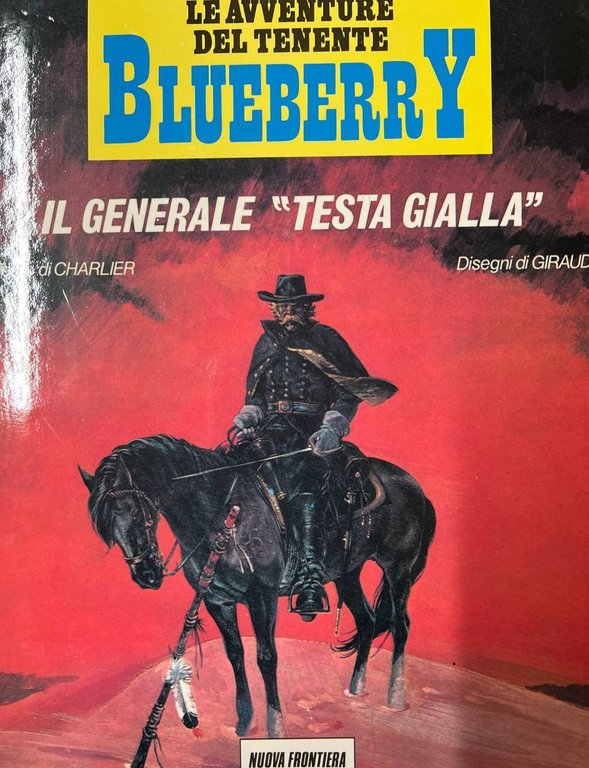 LE AVVENTURE
DEL TENENTE
BLUEBERRY
IL GENERALE "TESTA GIALLA"
di CHARLIER
Disegni di GIRAUD
NUOVA FRONTIERA